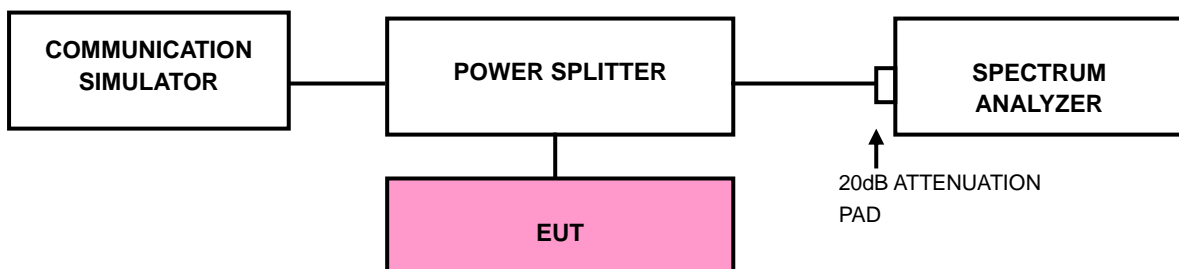 COMMUNICATION
SIMULATOR
POWER SPLITTER
SPECTRUM
ANALYZER
20dB ATTENUATION
PAD
EUT